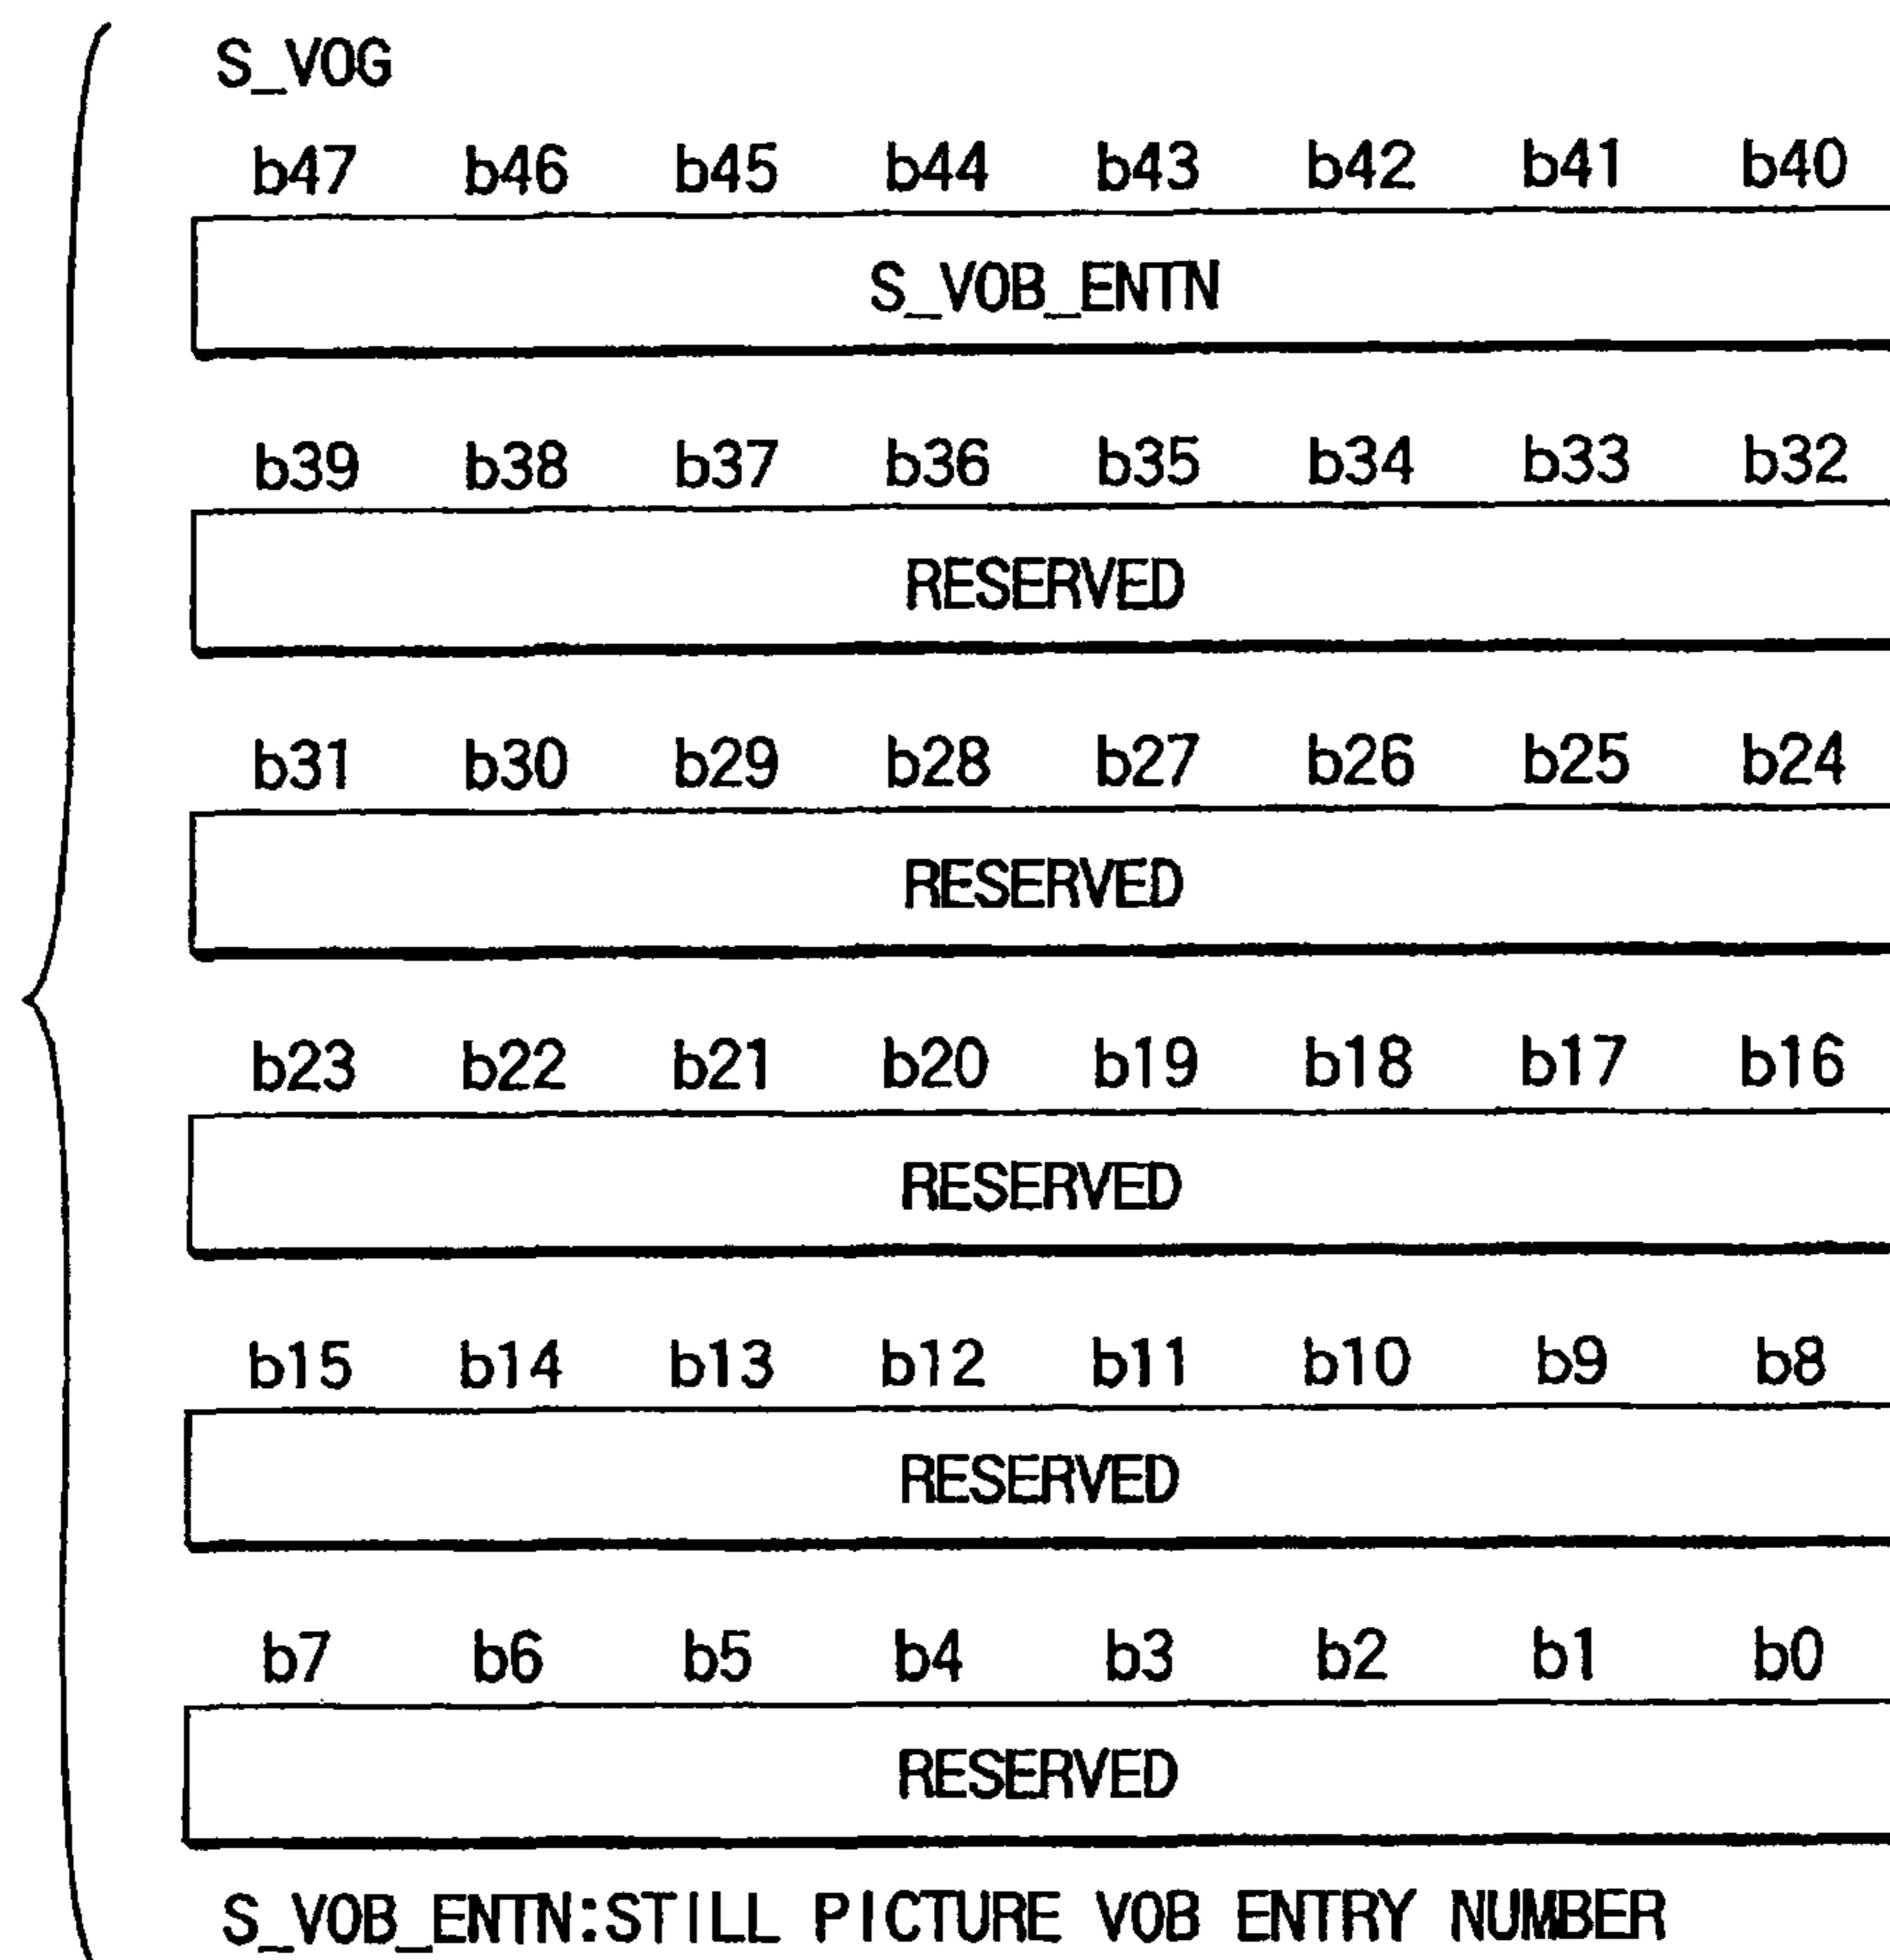 S_VOG
b47 b46 b45 b44 b43 b42 b41 b40
S_VOB_ENTN
b39 b38 b37 b36 b35 b34 b33 b32
RESERVED
b31 b30 b29 b28 b27 b26 b25 b24
RESERVED
b23 b22 b21 b20 b19 b18 b17 b16
RESERVED
b15 b14 b13 b12 b11 b10 b9 b8
RESERVED
b7 b6 b5 b4 b3 b2 b1 b0
RESERVED
S_VOB_ENTN:STILL PICTURE VOB ENTRY NUMBER